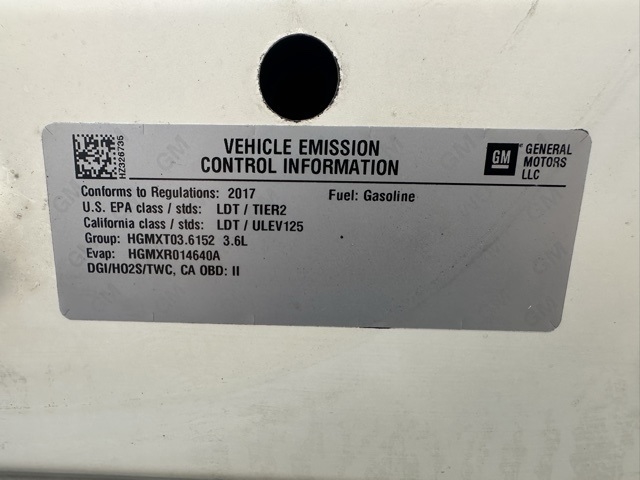 VEHICLE EMISSION
CONTROL INFORMATION
GM GENERAL MOTORS LLC
HZ326735
Conforms to Regulations: 2017 Fuel: Gasoline
U.S. EPA class / stds: LDT / TIER2
California class / stds: LDT / ULEV125
Group: HGMXT03.6152 3.6L
Evap: HGMXR014640A
DGI/HO2S/TWC, CA OBD: II